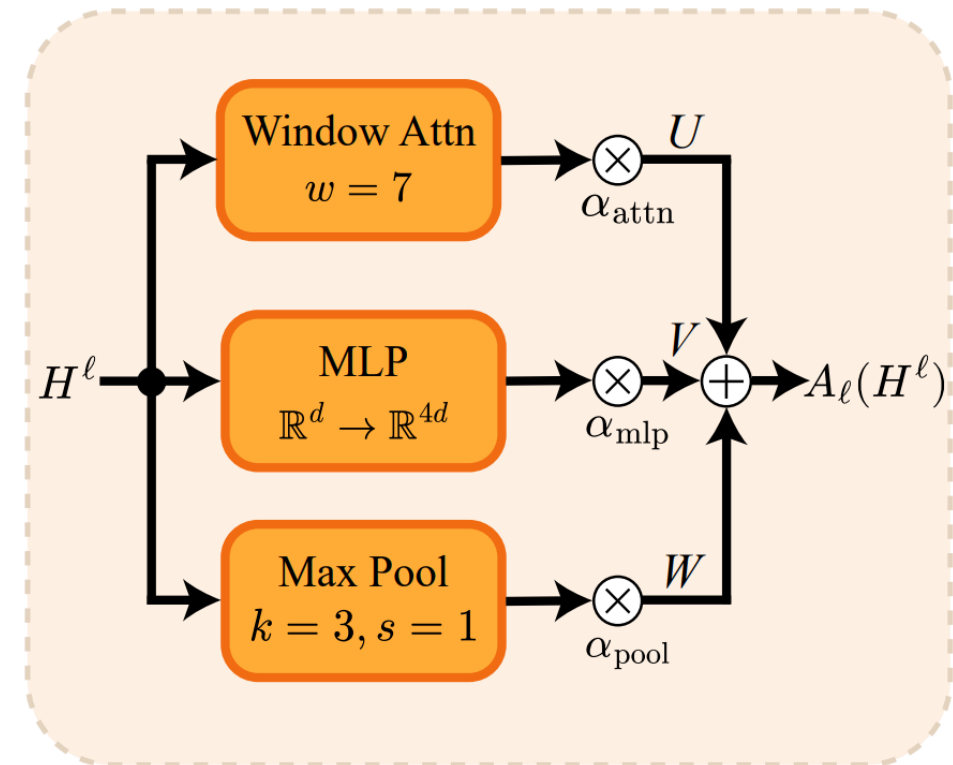 Window Attn
w = 7
U
α_attn
H^ℓ
MLP
ℝ^d → ℝ^{4d}
V
α_mlp
A_ℓ(H^ℓ)
Max Pool
k = 3, s = 1
W
α_pool